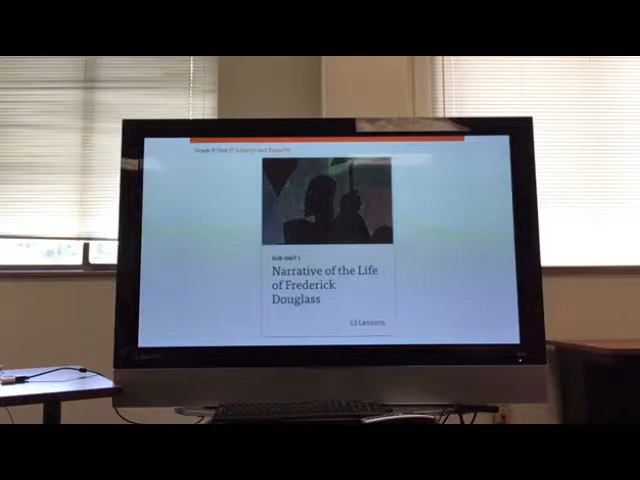 Grade 8 Unit C: Liberty and Equality
SUB-UNIT 1
Narrative of the Life
of Frederick
Douglass
13 Lessons